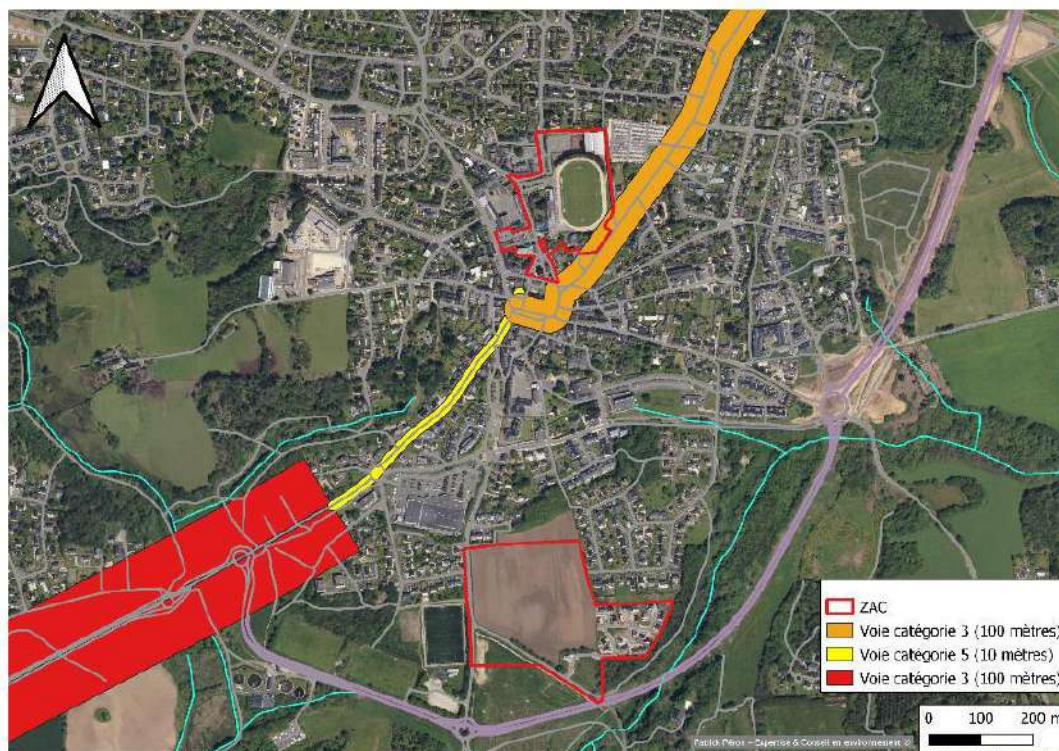 ZAC
Voie catégorie 3 (100 mètres)
Voie catégorie 5 (10 mètres)
Voie catégorie 3 (100 mètres)
0 100 200 m
Patrick Péron – Expertise & Conseil en environnement ©